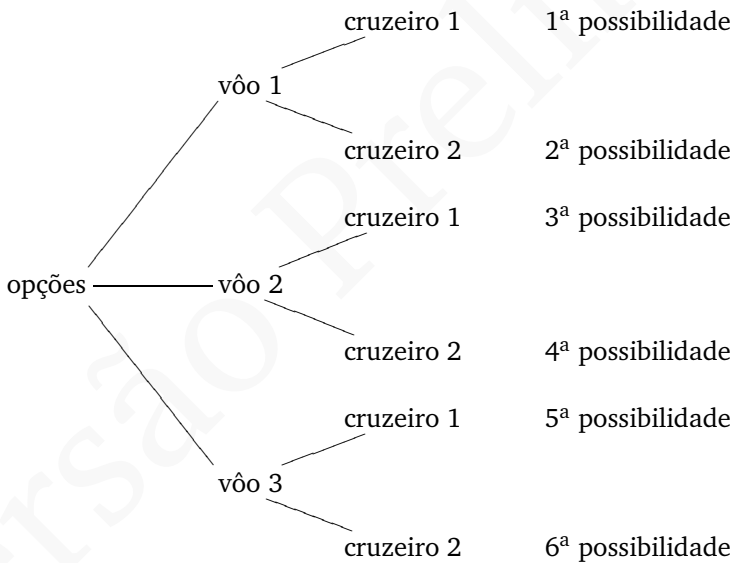 cruzeiro 1 1ª possibilidade
vôo 1
cruzeiro 2 2ª possibilidade
cruzeiro 1 3ª possibilidade
opções vôo 2
cruzeiro 2 4ª possibilidade
cruzeiro 1 5ª possibilidade
vôo 3
cruzeiro 2 6ª possibilidade